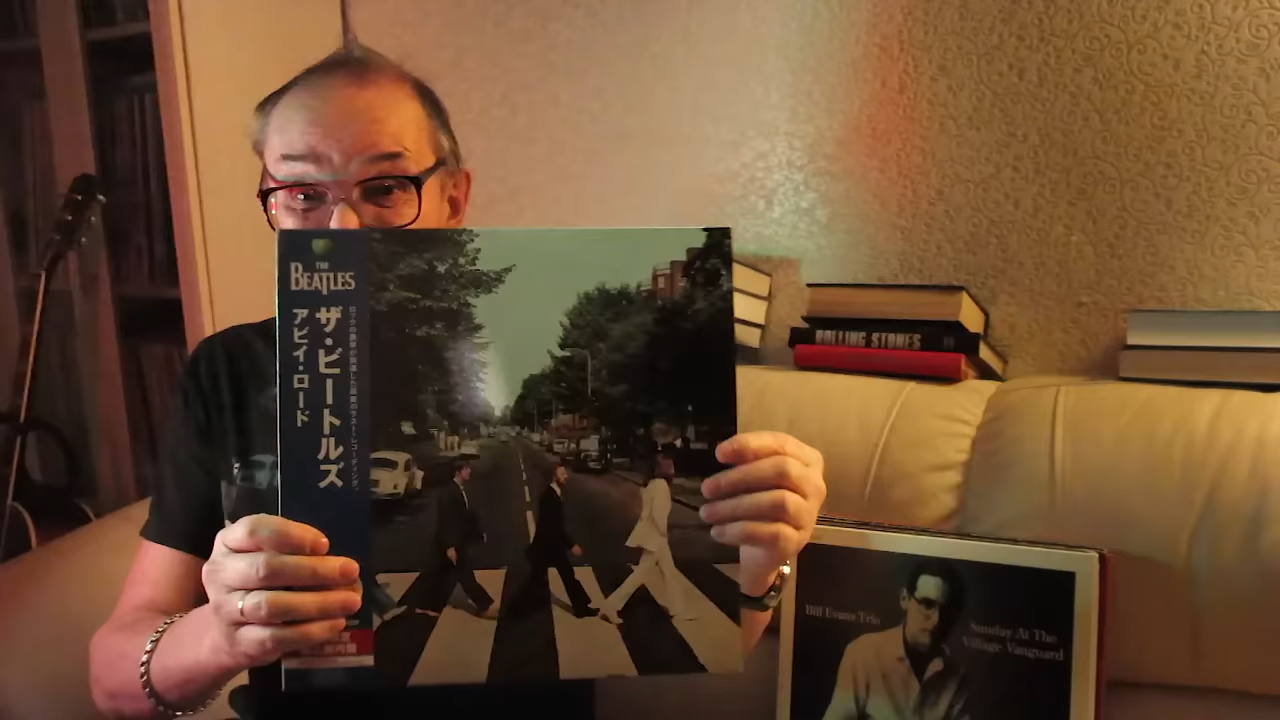 THE
BEATLES
ザ・ビートルズ
アビイ・ロード
ROLLING STONES
Bill Evans Trio
Sunday At The
Village Vanguard